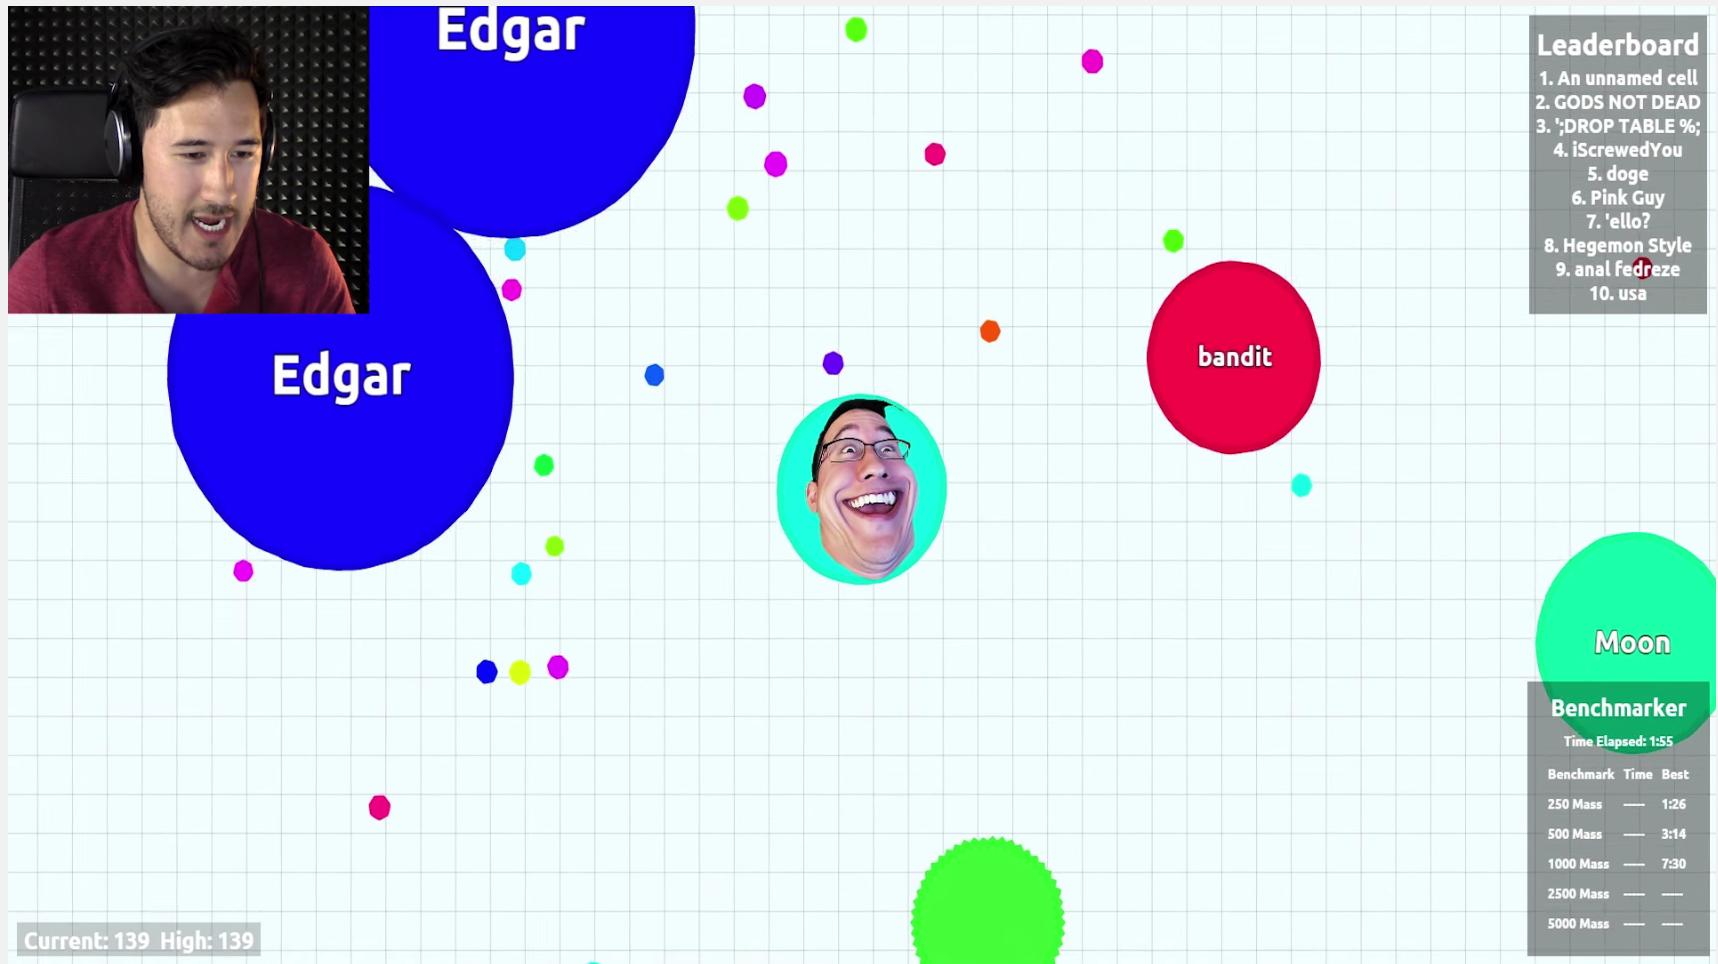 Edgar
Edgar
bandit
Moon
Leaderboard
1. An unnamed cell
2. GODS NOT DEAD
3. ';DROP TABLE %;
4. iScrewedYou
5. doge
6. Pink Guy
7. 'ello?
8. Hegemon Style
9. anal fedreze
10. usa
Benchmarker
Time Elapsed: 1:55
Benchmark Time Best
250 Mass —— 1:26
500 Mass —— 3:14
1000 Mass —— 7:30
2500 Mass —— ——
5000 Mass —— ——
Current: 139 High: 139